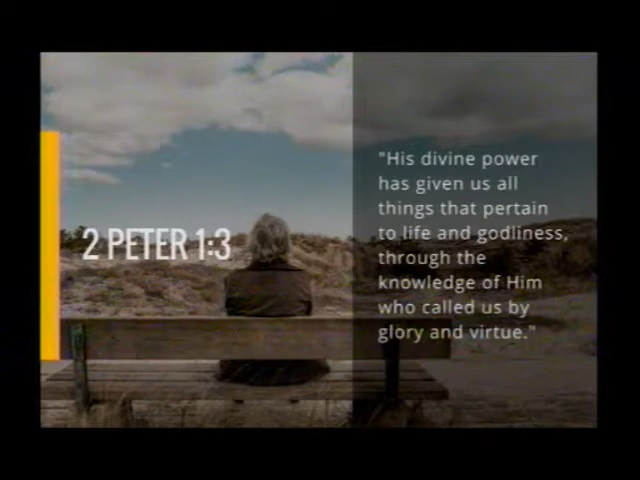 2 PETER 1:3
"His divine power
has given us all
things that pertain
to life and godliness,
through the
knowledge of Him
who called us by
glory and virtue."